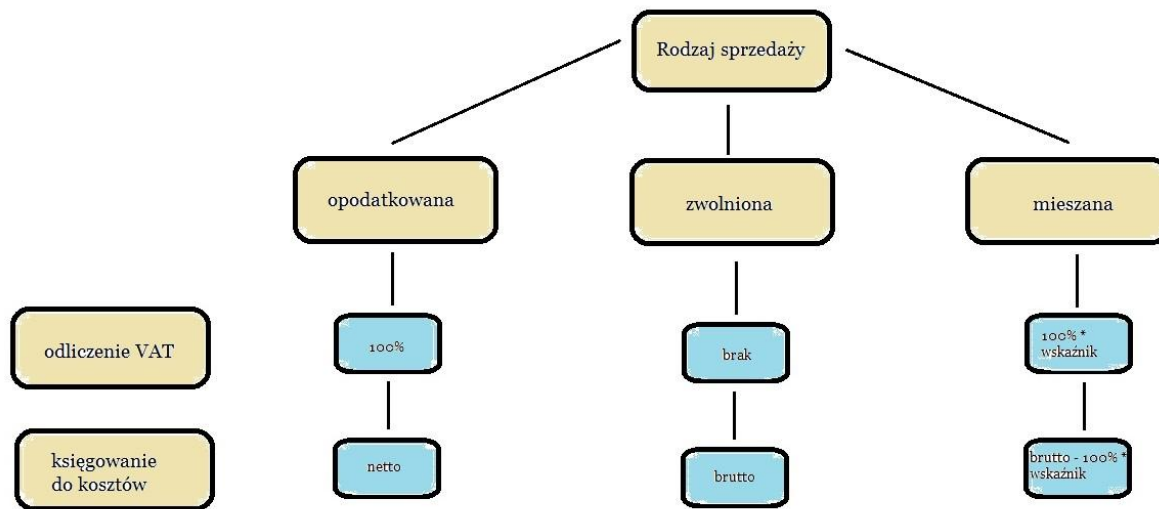 Rodzaj sprzedaży
opodatkowana
zwolniona
mieszana
odliczenie VAT
100%
brak
100% *
wskaźnik
księgowanie
do kosztów
netto
brutto
brutto - 100% *
wskaźnik